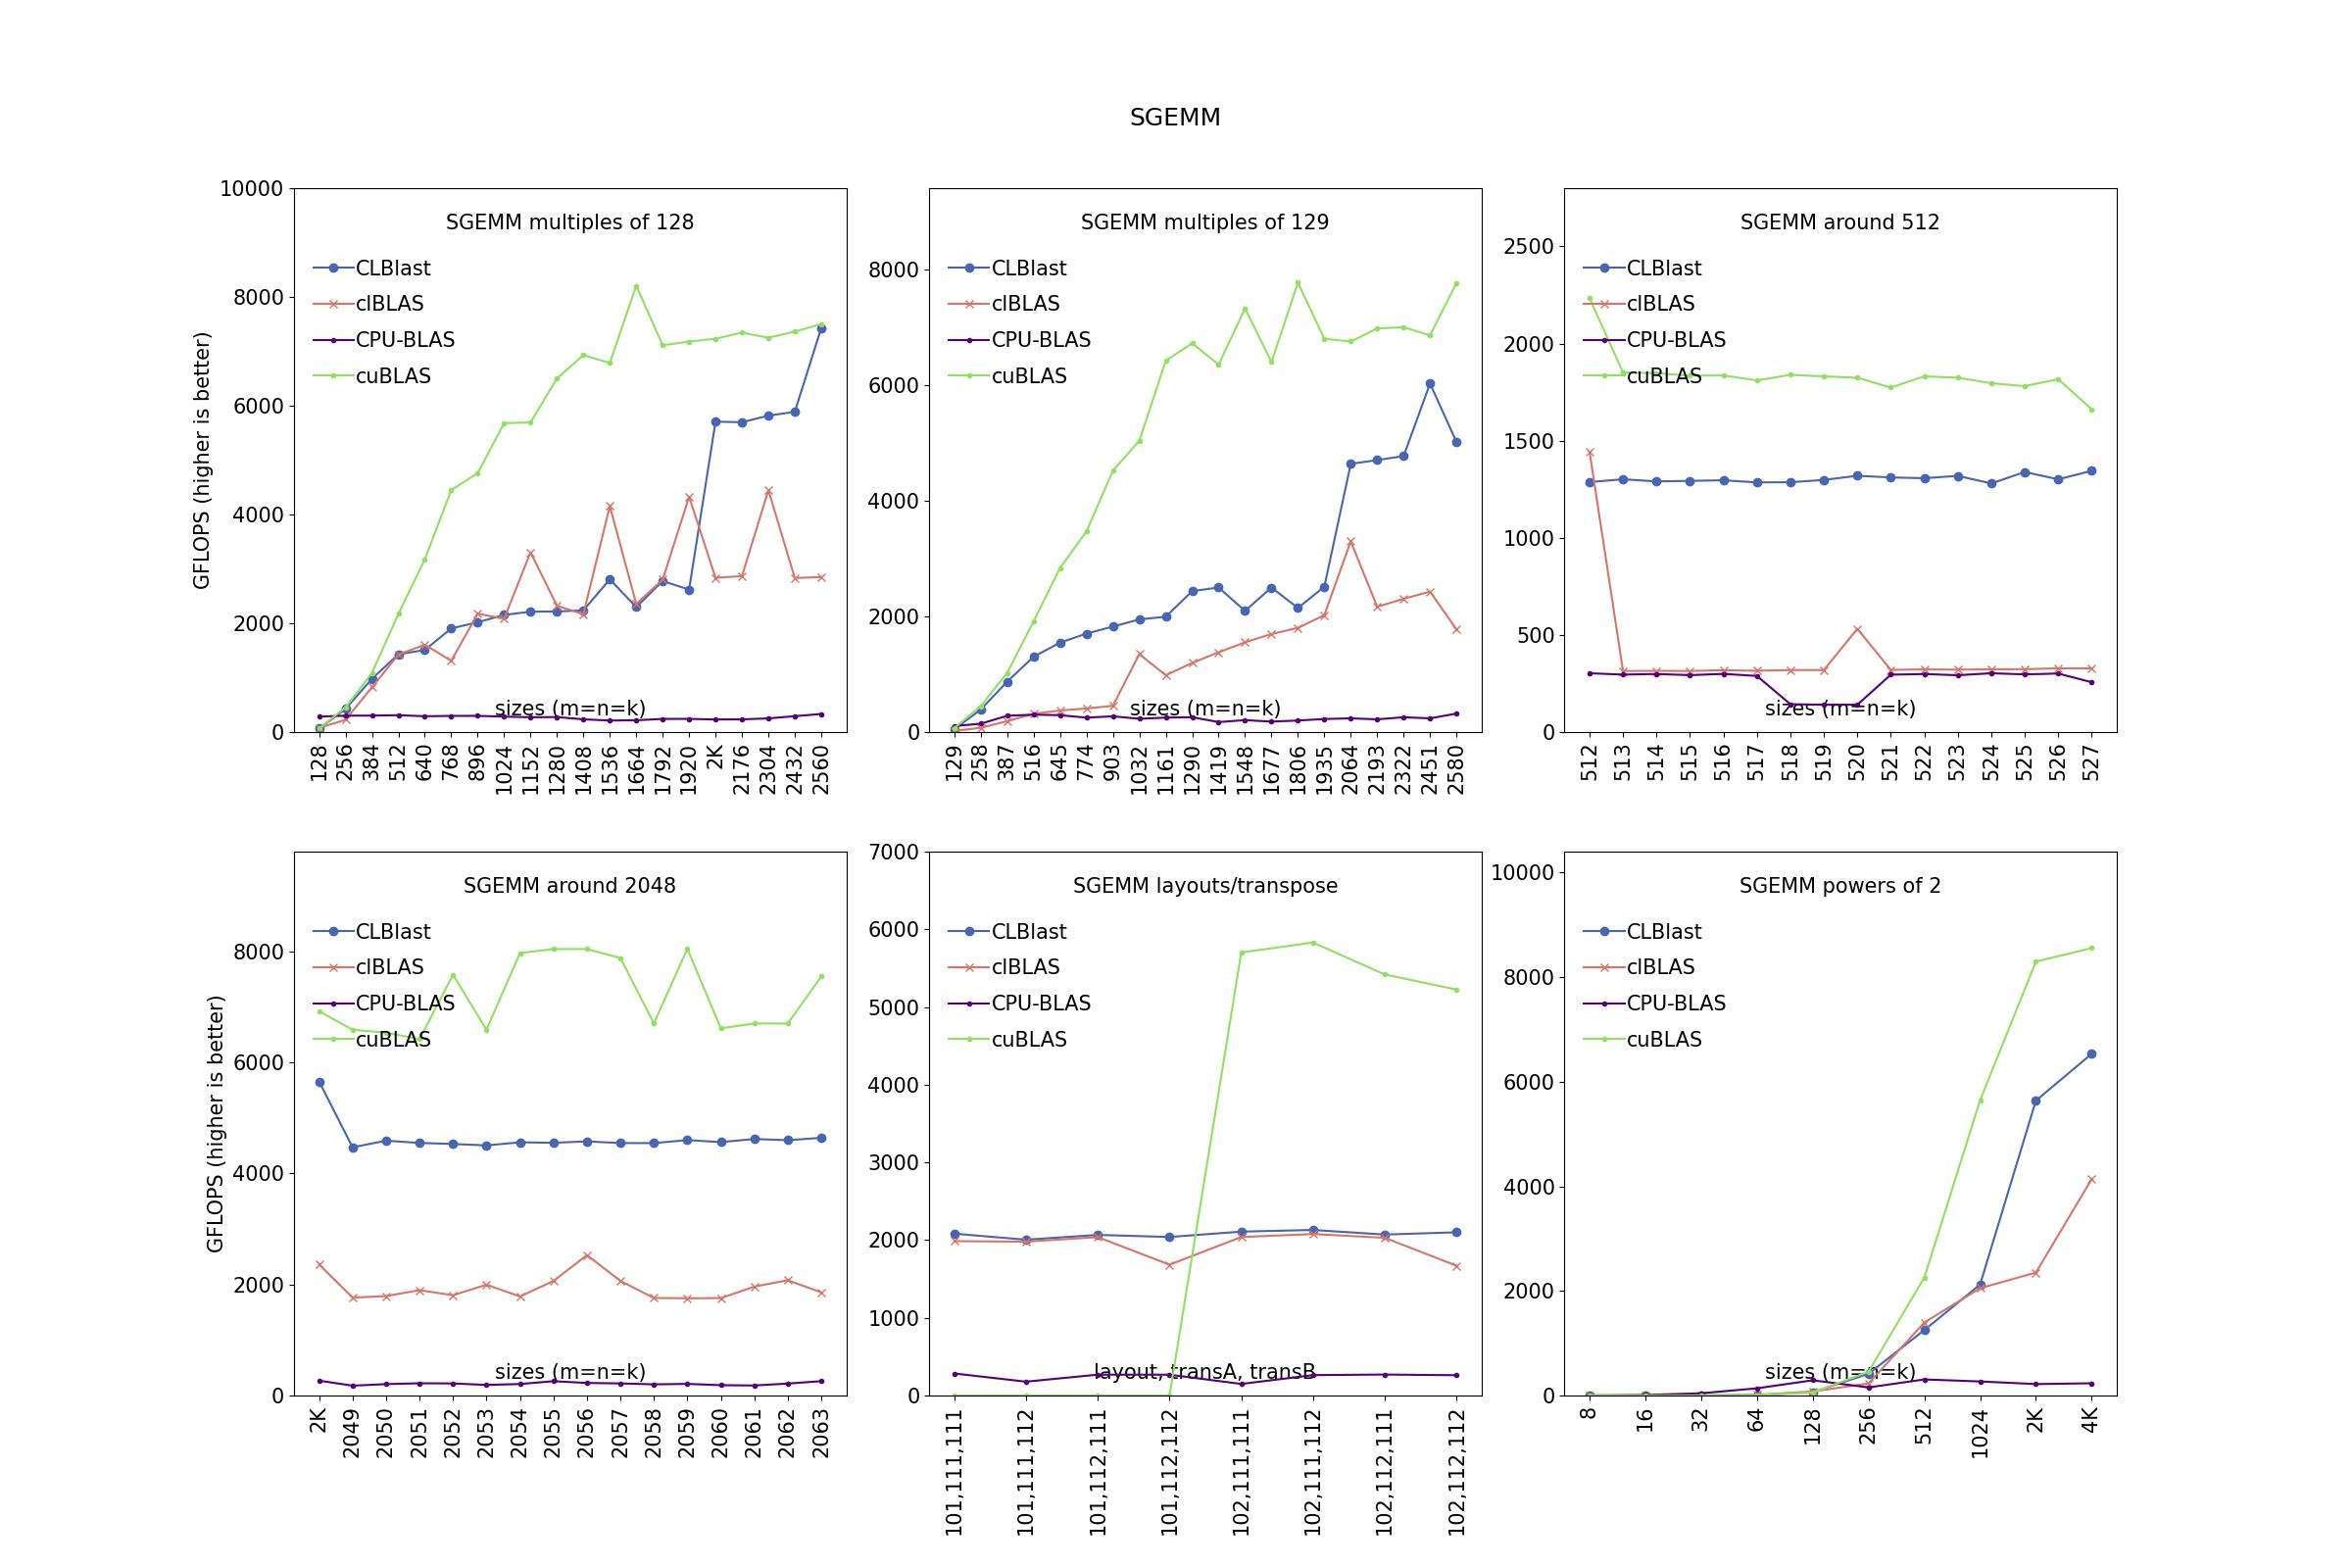 SGEMM
SGEMM multiples of 128
GFLOPS (higher is better)
10000
8000
6000
4000
2000
0
CLBlast
clBLAS
CPU-BLAS
cuBLAS
sizes (m=n=k)
128 256 384 512 640 768 896 1024 1152 1280 1408 1536 1664 1792 1920 2K 2176 2304 2432 2560
SGEMM multiples of 129
8000
6000
4000
2000
0
CLBlast
clBLAS
CPU-BLAS
cuBLAS
sizes (m=n=k)
129 258 387 516 645 774 903 1032 1161 1290 1419 1548 1677 1806 1935 2064 2193 2322 2451 2580
SGEMM around 512
2500
2000
1500
1000
500
0
CLBlast
clBLAS
CPU-BLAS
cuBLAS
sizes (m=n=k)
512 513 514 515 516 517 518 519 520 521 522 523 524 525 526 527
SGEMM around 2048
GFLOPS (higher is better)
8000
6000
4000
2000
0
CLBlast
clBLAS
CPU-BLAS
cuBLAS
sizes (m=n=k)
2K 2049 2050 2051 2052 2053 2054 2055 2056 2057 2058 2059 2060 2061 2062 2063
SGEMM layouts/transpose
7000
6000
5000
4000
3000
2000
1000
0
CLBlast
clBLAS
CPU-BLAS
cuBLAS
layout, transA, transB
101,111,111 101,111,112 101,112,111 101,112,112 102,111,111 102,111,112 102,112,111 102,112,112
SGEMM powers of 2
10000
8000
6000
4000
2000
0
CLBlast
clBLAS
CPU-BLAS
cuBLAS
sizes (m=n=k)
8 16 32 64 128 256 512 1024 2K 4K